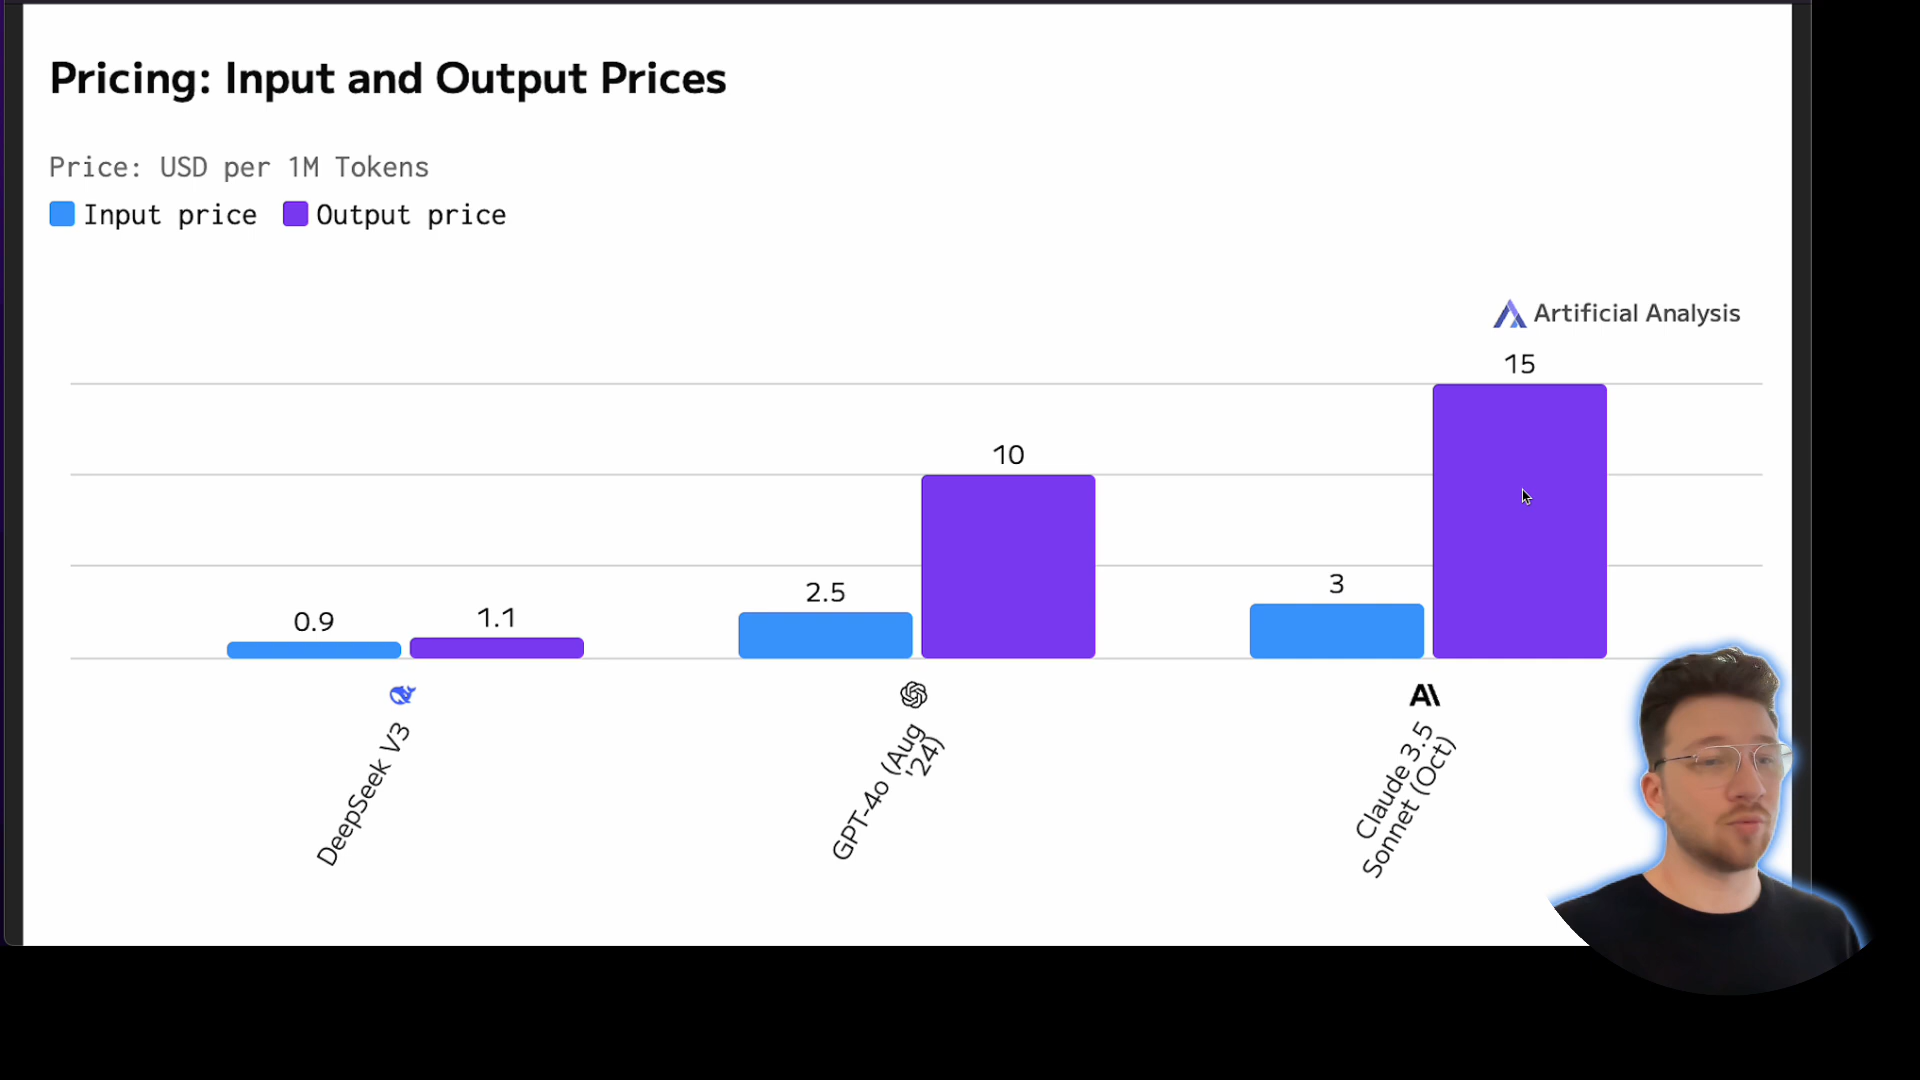 Pricing: Input and Output Prices
Price: USD per 1M Tokens
Input price Output price
Artificial Analysis
0.9
1.1
2.5
10
3
15
DeepSeek V3
GPT-4o (Aug
'24)
Claude 3.5
Sonnet (Oct)